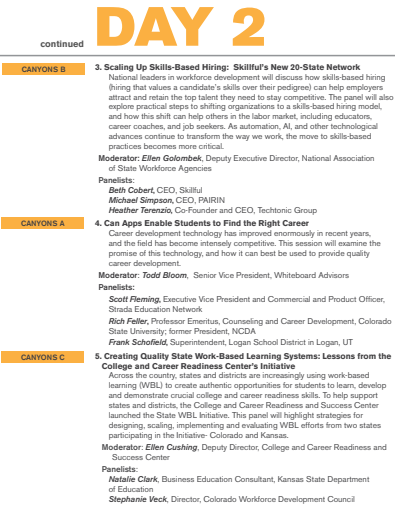 continued DAY 2
CANYONS B
3. Scaling Up Skills-Based Hiring: Skillful's New 20-State Network
National leaders in workforce development will discuss how skills-based hiring
(hiring that values a candidate's skills over their pedigree) can help employers
attract and retain the top talent they need to stay competitive. The panel will also
explore practical steps to shifting organizations to a skills-based hiring model,
and how this shift can help others in the labor market, including educators,
career coaches, and job seekers. As automation, AI, and other technological
advances continue to transform the way we work, the move to skills-based
practices becomes more critical.
Moderator: Ellen Golombek, Deputy Executive Director, National Association
of State Workforce Agencies
Panelists:
Beth Cobert, CEO, Skillful
Michael Simpson, CEO, PAIRIN
Heather Terenzio, Co-Founder and CEO, Techtonic Group
CANYONS A
4. Can Apps Enable Students to Find the Right Career
Career development technology has improved enormously in recent years,
and the field has become intensely competitive. This session will examine the
promise of this technology, and how it can best be used to provide quality
career development.
Moderator: Todd Bloom, Senior Vice President, Whiteboard Advisors
Panelists:
Scott Fleming, Executive Vice President and Commercial and Product Officer,
Strada Education Network
Rich Feller, Professor Emeritus, Counseling and Career Development, Colorado
State University; former President, NCDA
Frank Schofield, Superintendent, Logan School District in Logan, UT
CANYONS C
5. Creating Quality State Work-Based Learning Systems: Lessons from the
College and Career Readiness Center's Initiative
Across the country, states and districts are increasingly using work-based
learning (WBL) to create authentic opportunities for students to learn, develop
and demonstrate crucial college and career readiness skills. To help support
states and districts, the College and Career Readiness and Success Center
launched the State WBL Initiative. This panel will highlight strategies for
designing, scaling, implementing and evaluating WBL efforts from two states
participating in the Initiative- Colorado and Kansas.
Moderator: Ellen Cushing, Deputy Director, College and Career Readiness and
Success Center
Panelists:
Natalie Clark, Business Education Consultant, Kansas State Department
of Education
Stephanie Veck, Director, Colorado Workforce Development Council